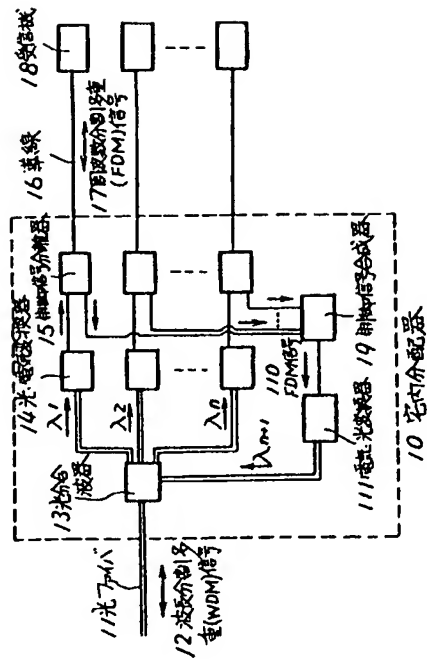 18受信機
16幹線
17周波数分割多重
(FDM)信号
15制御信号分離器
14光・電気変換器
λ1
λ2
λn
13光分合
波器
λn+1
110
FDM信号
19制御信号合成器
111電気・光変換器
10宅内分配器
11光ファイバ
12波長分割多
重(WDM)信号